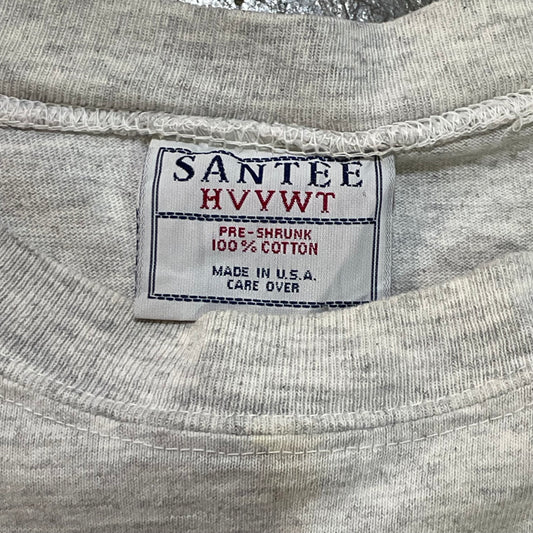 SANTEE
HVYWT
PRE-SHRUNK
100% COTTON
MADE IN U.S.A.
CARE OVER